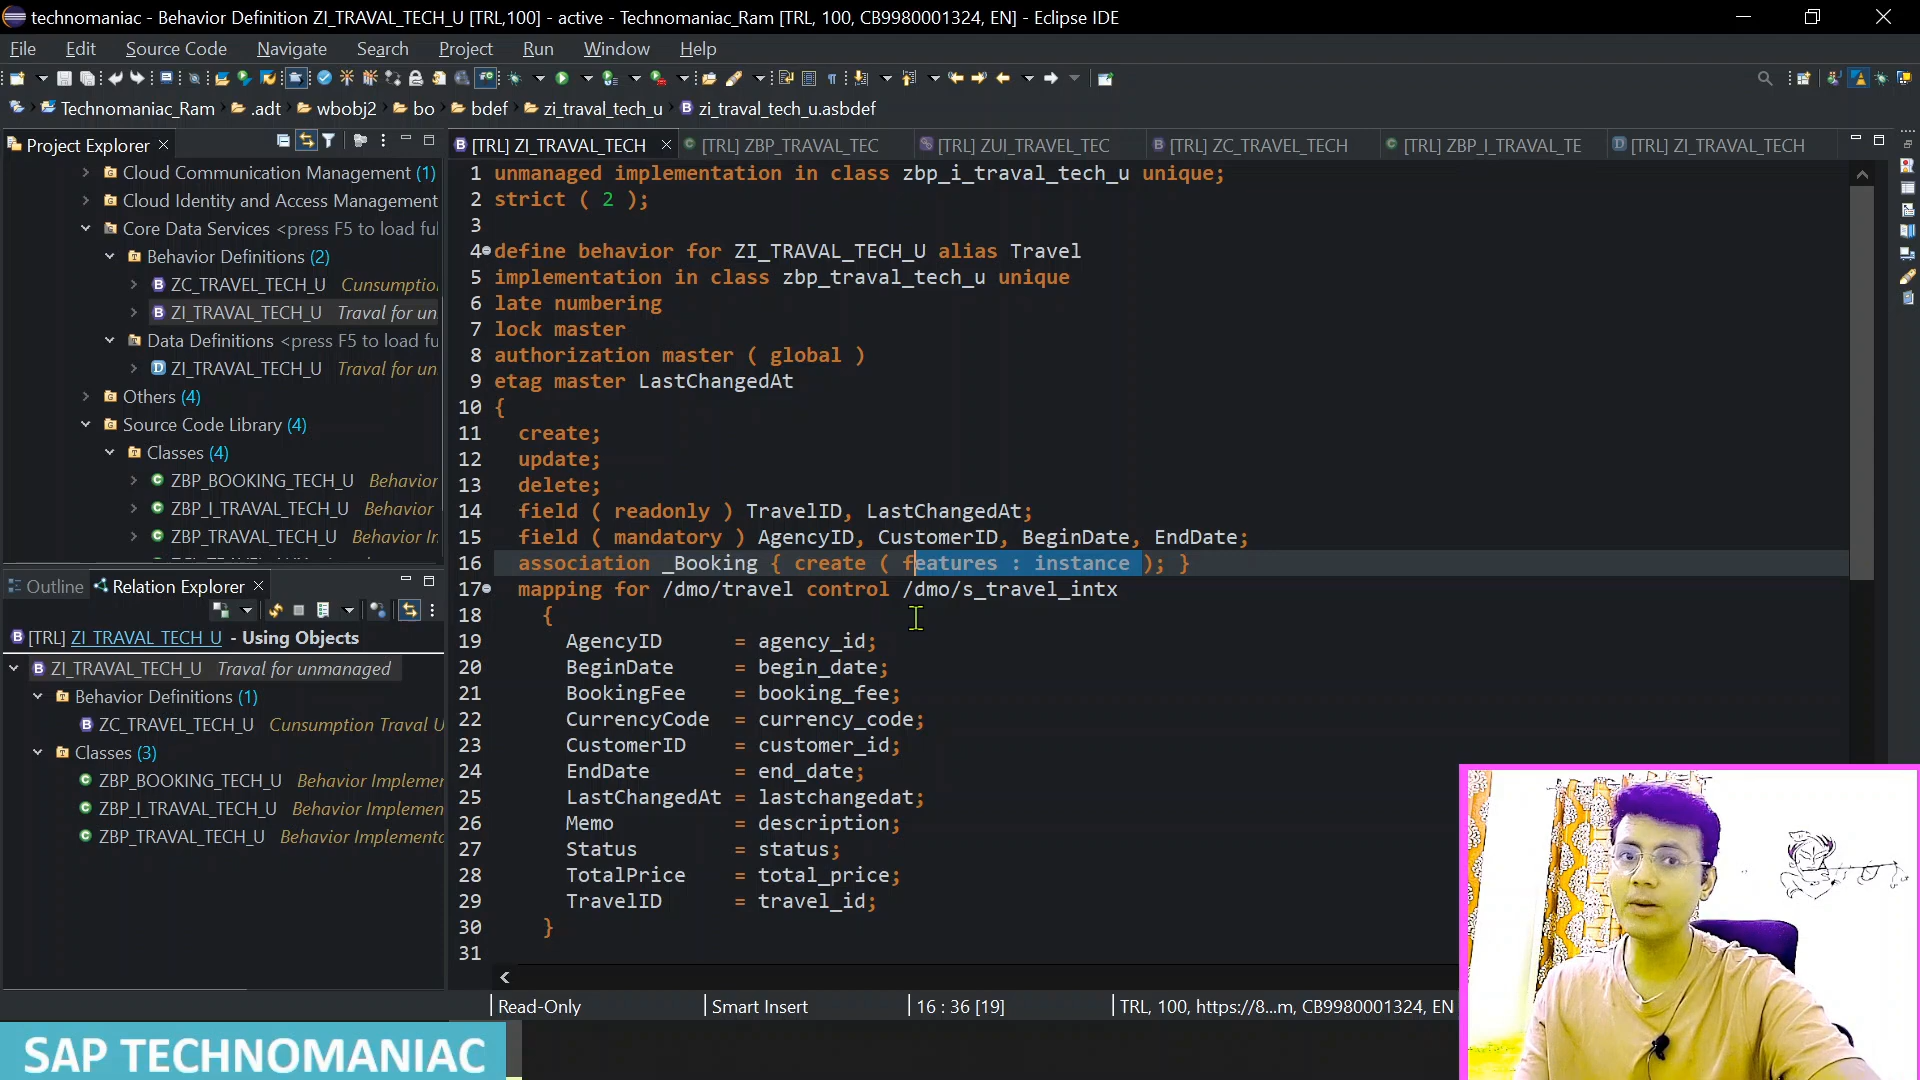 technomaniac - Behavior Definition ZI_TRAVAL_TECH_U [TRL,100] - active - Technomaniac_Ram [TRL, 100, CB9980001324, EN] - Eclipse IDE
File Edit Source Code Navigate Search Project Run Window Help
Technomaniac_Ram .adt wbobj2 bo bdef zi_traval_tech_u zi_traval_tech_u.asbdef
Project Explorer
Cloud Communication Management (1)
Cloud Identity and Access Management
Core Data Services <press F5 to load ful
Behavior Definitions (2)
ZC_TRAVEL_TECH_U Cunsumption
ZI_TRAVAL_TECH_U Traval for un
Data Definitions <press F5 to load fu
ZI_TRAVAL_TECH_U Traval for un
Others (4)
Source Code Library (4)
Classes (4)
ZBP_BOOKING_TECH_U Behavior
ZBP_I_TRAVAL_TECH_U Behavior
ZBP_TRAVAL_TECH_U Behavior Ir
Outline Relation Explorer
[TRL] ZI_TRAVAL_TECH_U - Using Objects
ZI_TRAVAL_TECH_U Traval for unmanaged
Behavior Definitions (1)
ZC_TRAVEL_TECH_U Cunsumption Traval U
Classes (3)
ZBP_BOOKING_TECH_U Behavior Implemen
ZBP_I_TRAVAL_TECH_U Behavior Implemen
ZBP_TRAVAL_TECH_U Behavior Implementa
[TRL] ZI_TRAVAL_TECH [TRL] ZBP_TRAVAL_TEC [TRL] ZUI_TRAVEL_TEC [TRL] ZC_TRAVEL_TECH [TRL] ZBP_I_TRAVAL_TE [TRL] ZI_TRAVAL_TECH
1 unmanaged implementation in class zbp_i_traval_tech_u unique;
2 strict ( 2 );
3
4 define behavior for ZI_TRAVAL_TECH_U alias Travel
5 implementation in class zbp_traval_tech_u unique
6 late numbering
7 lock master
8 authorization master ( global )
9 etag master LastChangedAt
10 {
11 create;
12 update;
13 delete;
14 field ( readonly ) TravelID, LastChangedAt;
15 field ( mandatory ) AgencyID, CustomerID, BeginDate, EndDate;
16 association _Booking { create ( features : instance ); }
17 mapping for /dmo/travel control /dmo/s_travel_intx
18 {
19 AgencyID = agency_id;
20 BeginDate = begin_date;
21 BookingFee = booking_fee;
22 CurrencyCode = currency_code;
23 CustomerID = customer_id;
24 EndDate = end_date;
25 LastChangedAt = lastchangedat;
26 Memo = description;
27 Status = status;
28 TotalPrice = total_price;
29 TravelID = travel_id;
30 }
31
Read-Only Smart Insert 16 : 36 [19] TRL, 100, https://8...m, CB9980001324, EN
SAP TECHNOMANIAC